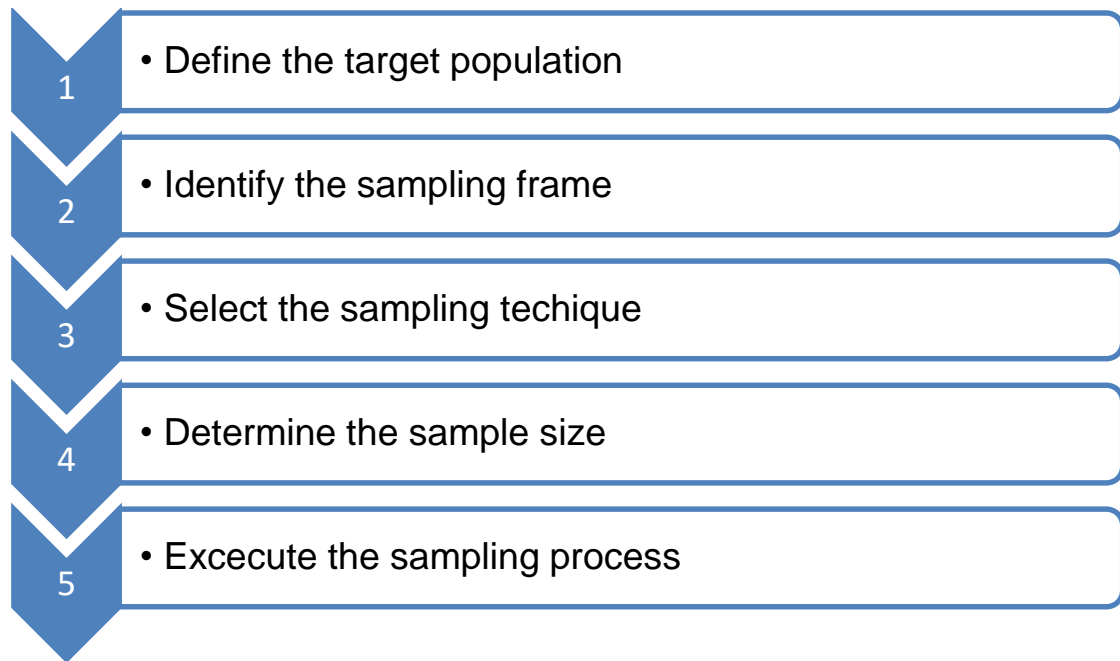 1
• Define the target population
2
• Identify the sampling frame
3
• Select the sampling techique
4
• Determine the sample size
5
• Excecute the sampling process